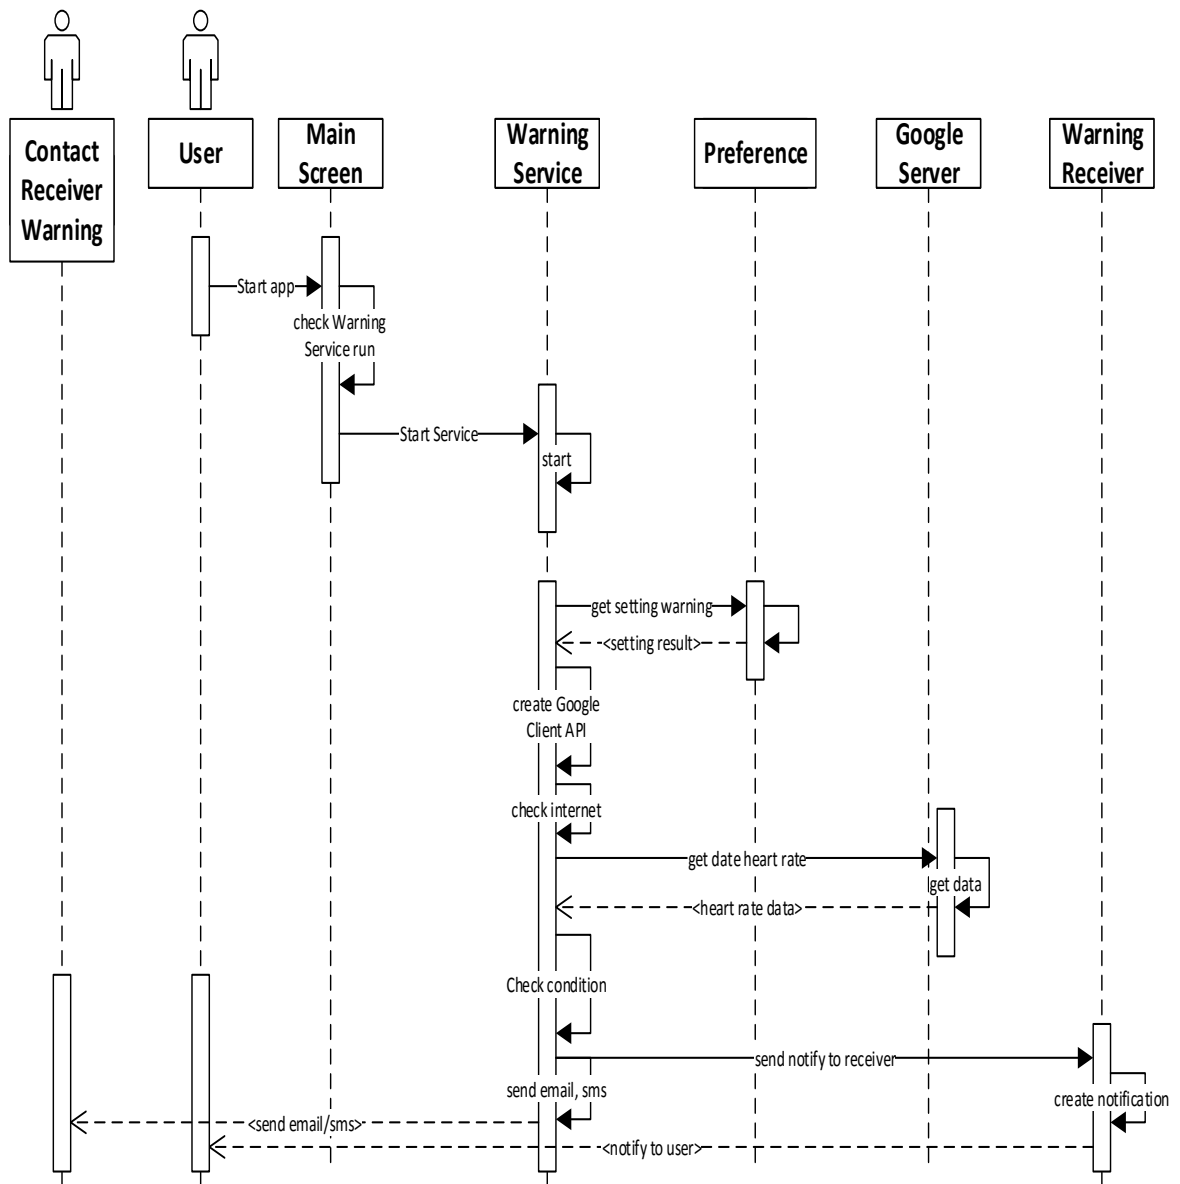 Contact
Receiver
Warning
User
Main
Screen
Warning
Service
Preference
Google
Server
Warning
Receiver
Start app
check Warning
Service run
Start Service
start
get setting warning
<setting result>
create Google
Client API
check internet
get date heart rate
get data
<heart rate data>
Check condition
send notify to receiver
send email, sms
create notification
<send email/sms>
<notify to user>